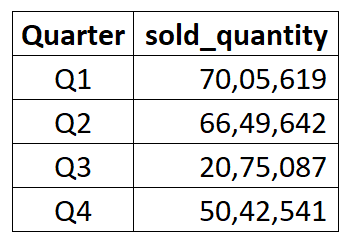 Quarter sold_quantity
Q1 70,05,619
Q2 66,49,642
Q3 20,75,087
Q4 50,42,541